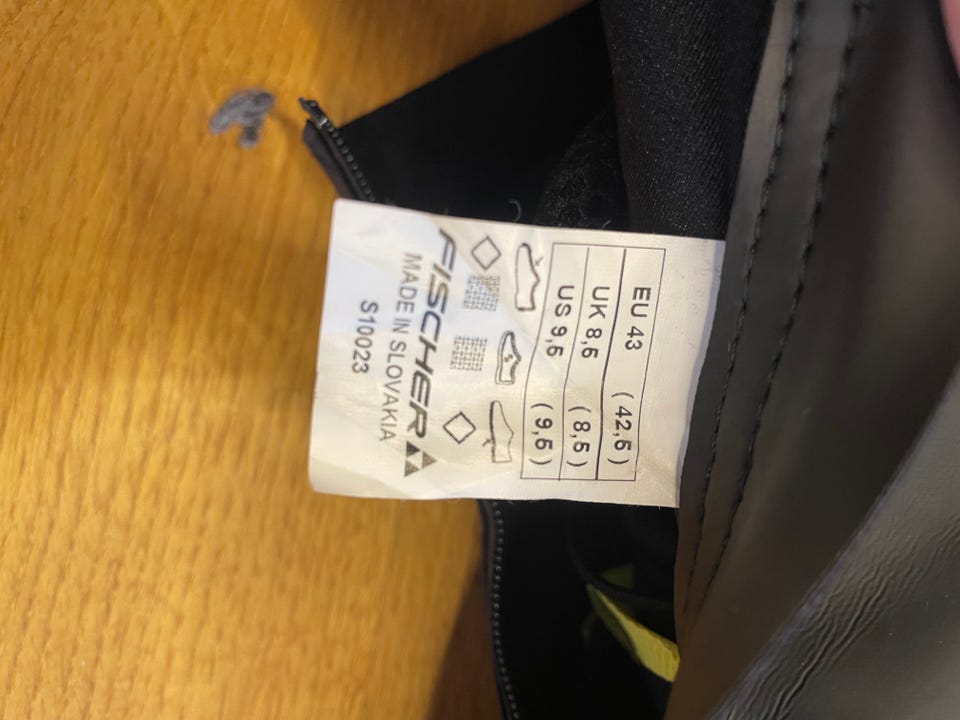 EU 43 (42,5)
UK 8,5 (8,5)
US 9,5 (9,5)
FISCHER
MADE IN SLOVAKIA
S10023